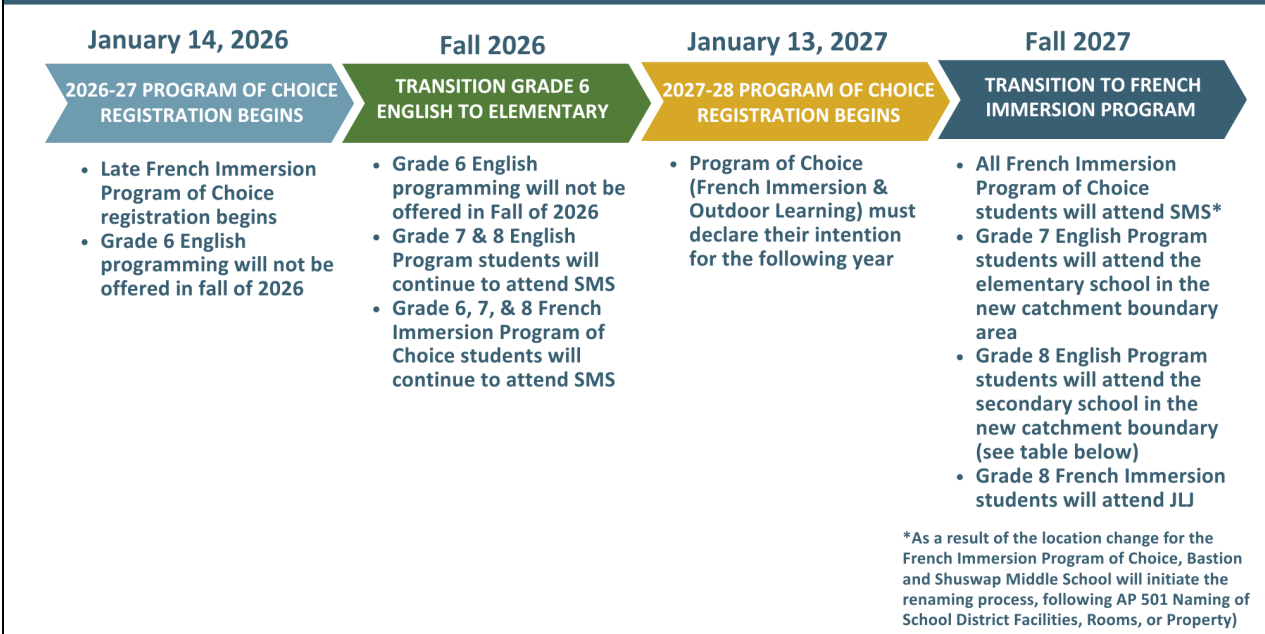 January 14, 2026
2026-27 PROGRAM OF CHOICE
REGISTRATION BEGINS
• Late French Immersion
Program of Choice
registration begins
• Grade 6 English
programming will not be
offered in fall of 2026
Fall 2026
TRANSITION GRADE 6
ENGLISH TO ELEMENTARY
• Grade 6 English
programming will not be
offered in Fall of 2026
• Grade 7 & 8 English
Program students will
continue to attend SMS
• Grade 6, 7, & 8 French
Immersion Program of
Choice students will
continue to attend SMS
January 13, 2027
2027-28 PROGRAM OF CHOICE
REGISTRATION BEGINS
• Program of Choice
(French Immersion &
Outdoor Learning) must
declare their intention
for the following year
Fall 2027
TRANSITION TO FRENCH
IMMERSION PROGRAM
• All French Immersion
Program of Choice
students will attend SMS*
• Grade 7 English Program
students will attend the
elementary school in the
new catchment boundary
area
• Grade 8 English Program
students will attend the
secondary school in the
new catchment boundary
(see table below)
• Grade 8 French Immersion
students will attend JLJ
*As a result of the location change for the
French Immersion Program of Choice, Bastion
and Shuswap Middle School will initiate the
renaming process, following AP 501 Naming of
School District Facilities, Rooms, or Property)